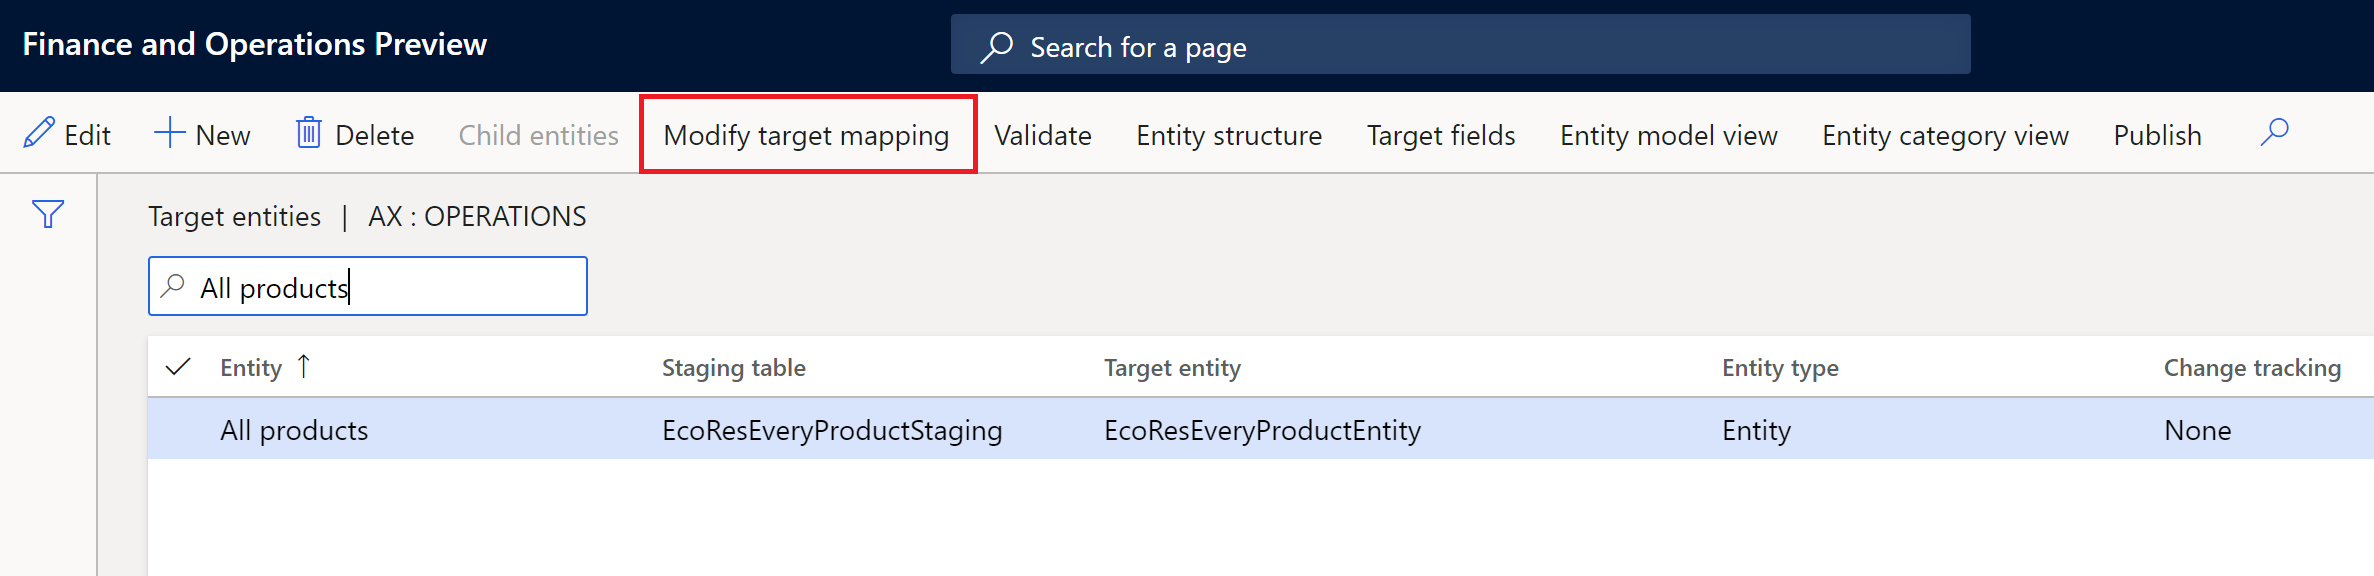 Finance and Operations Preview
Search for a page
Edit New Delete Child entities Modify target mapping Validate Entity structure Target fields Entity model view Entity category view Publish
Target entities | AX : OPERATIONS
All products
Entity Staging table Target entity Entity type Change tracking
All products EcoResEveryProductStaging EcoResEveryProductEntity Entity None